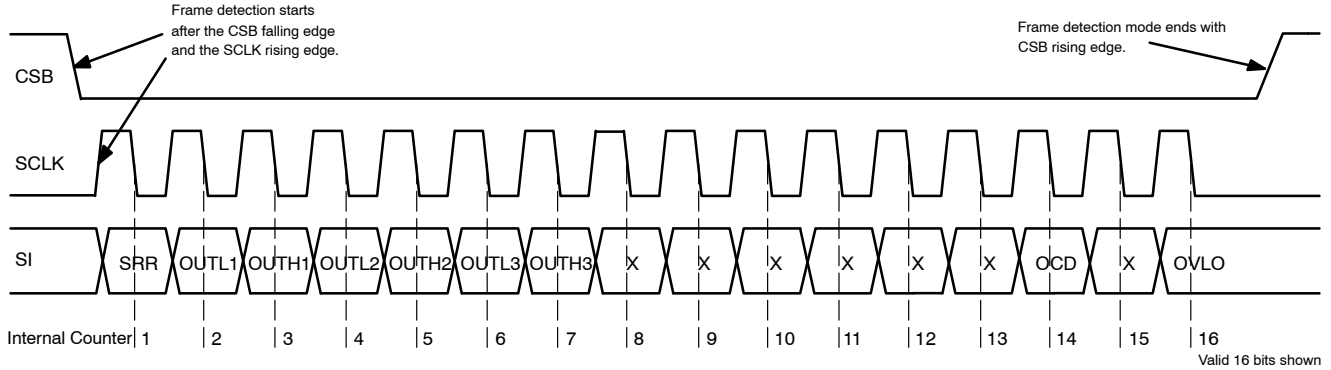 Frame detection starts
after the CSB falling edge
and the SCLK rising edge.
Frame detection mode ends with
CSB rising edge.
CSB
SCLK
SI SRR OUTL1 OUTH1 OUTL2 OUTH2 OUTL3 OUTH3 X X X X X X OCD X OVLO
Internal Counter 1 2 3 4 5 6 7 8 9 10 11 12 13 14 15 16
Valid 16 bits shown